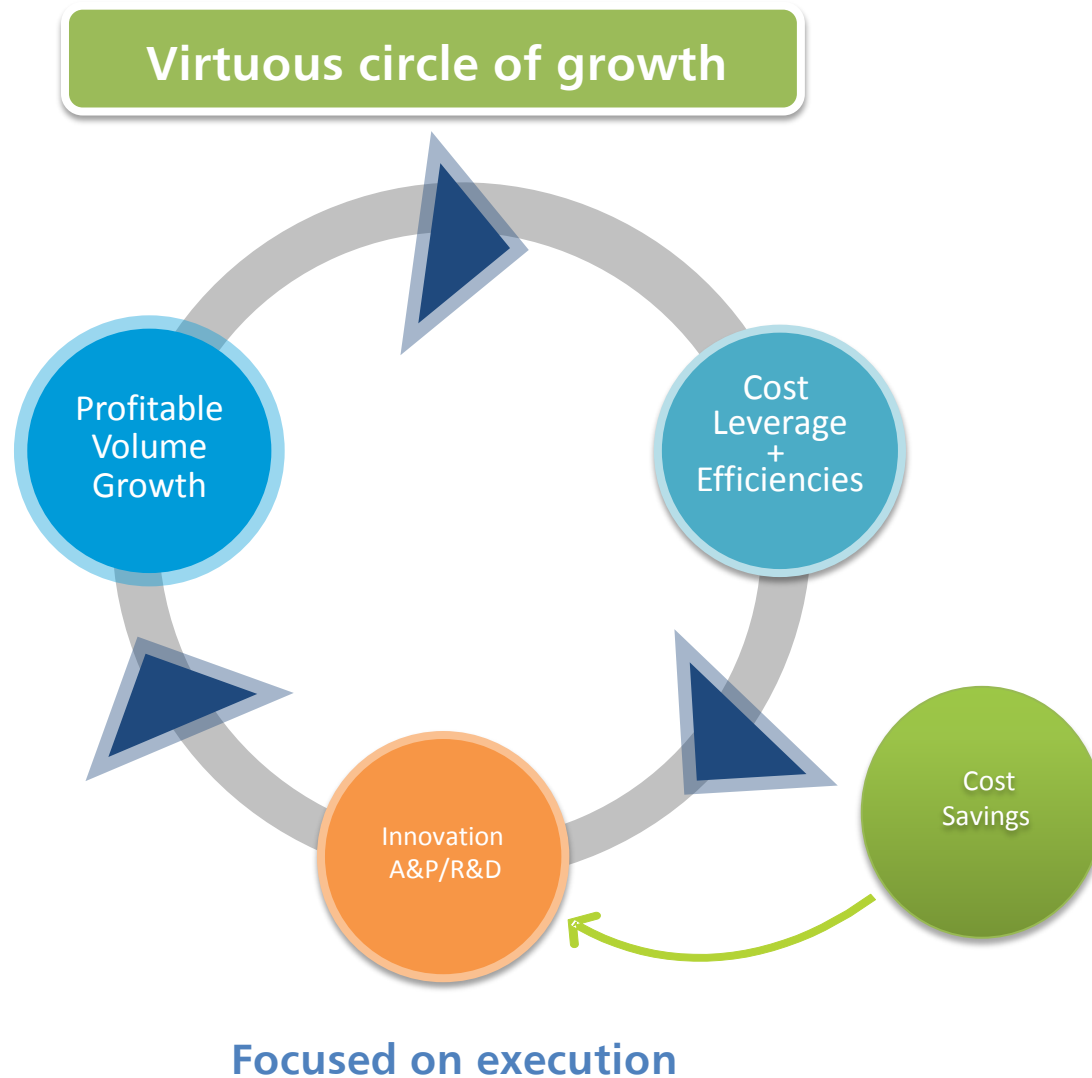 Virtuous circle of growth
Profitable
Volume
Growth
Cost
Leverage
+
Efficiencies
Innovation
A&P/R&D
Cost
Savings
Focused on execution